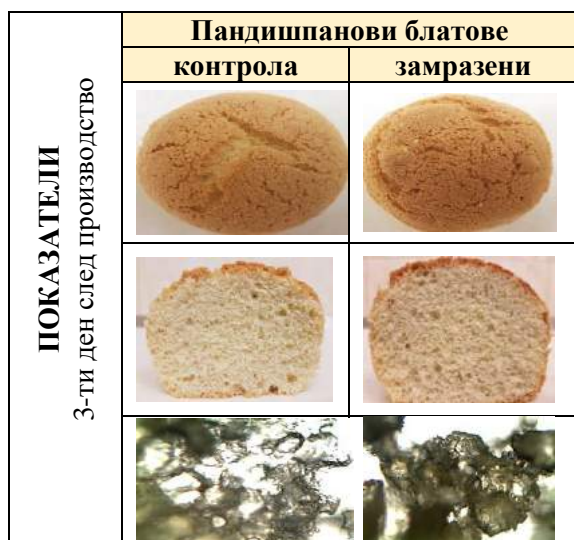 Пандишпанови блатове
контрола
замразени
ПОКАЗАТЕЛИ
3-ти ден след производство